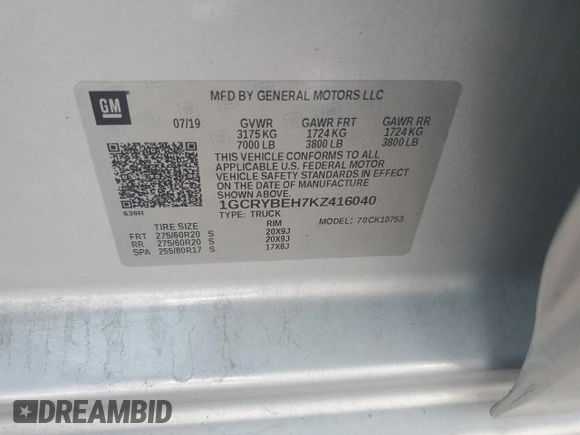 GM
MFD BY GENERAL MOTORS LLC
07/19 GVWR GAWR FRT GAWR RR
3175 KG 1724 KG 1724 KG
7000 LB 3800 LB 3800 LB
THIS VEHICLE CONFORMS TO ALL
APPLICABLE U.S. FEDERAL MOTOR
VEHICLE SAFETY STANDARDS IN EFFECT
ON THE DATE OF MANUFACTURE
SHOWN ABOVE.
1GCRYBEH7KZ416040
TYPE: TRUCK
636R
MODEL: 70CK10753
TIRE SIZE RIM
FRT 275/60R20 S 20X9J
RR 275/60R20 S 20X9J
SPA 255/80R17 S 17X8J
DREAMBID